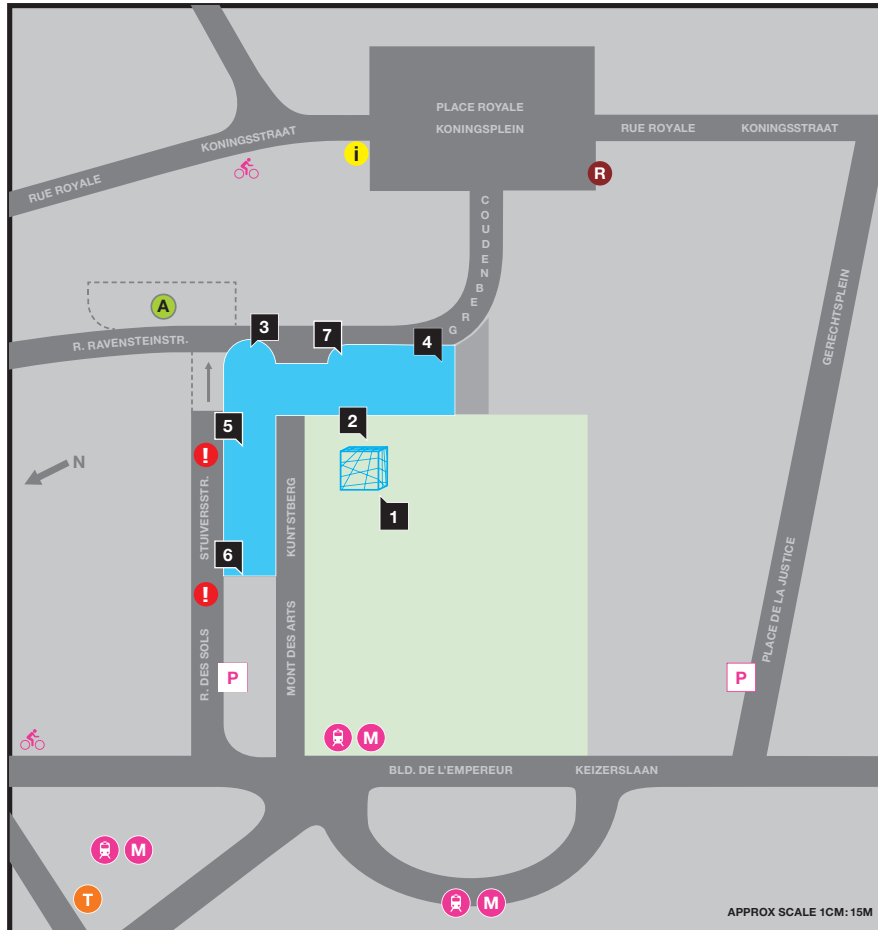 PLACE ROYALE
KONINGSPLEIN
RUE ROYALE
KONINGSSTRAAT
KONINGSSTRAAT
RUE ROYALE
i
R
COUDENBERG
A
3
7
4
R. RAVENSTEINSTR.
GERECHTSPLEIN
5
2
!
N
STUIVERSSTR.
KUNTSTBERG
1
6
!
PLACE DE LA JUSTICE
R. DES SOLS
MONT DES ARTS
P
P
M
BLD. DE L'EMPEREUR
KEIZERSLAAN
M
T
M
APPROX SCALE 1CM: 15M